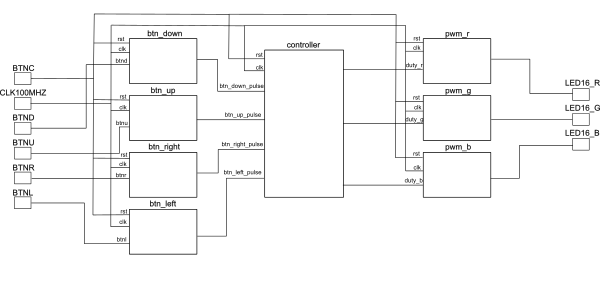 btn_down
rst
clk
btnd
btn_up
rst
clk
btnu
btn_right
rst
clk
btnr
btn_left
rst
clk
btnl
BTNC
CLK100MHZ
BTND
BTNU
BTNR
BTNL
controller
rst
clk
btn_down_pulse
btn_up_pulse
btn_right_pulse
btn_left_pulse
pwm_r
rst
clk
duty_r
pwm_g
rst
clk
duty_g
pwm_b
rst
clk
duty_b
LED16_R
LED16_G
LED16_B